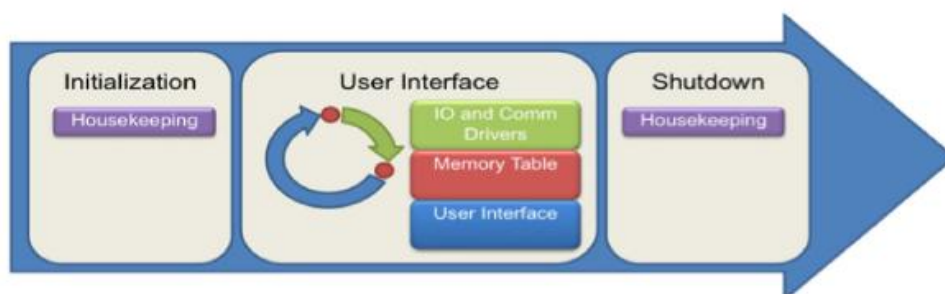 Initialization
Housekeeping
User Interface
IO and Comm
Drivers
Memory Table
User Interface
Shutdown
Housekeeping